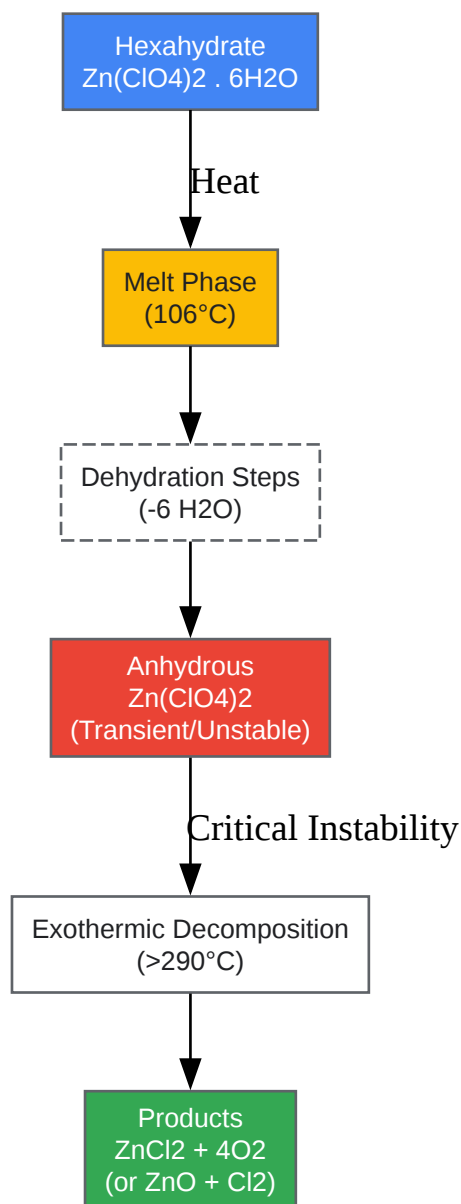 Hexahydrate
Zn(ClO4)2 . 6H2O
Heat
Melt Phase
(106°C)
Dehydration Steps
(-6 H2O)
Anhydrous
Zn(ClO4)2
(Transient/Unstable)
Critical Instability
Exothermic Decomposition
(>290°C)
Products
ZnCl2 + 4O2
(or ZnO + Cl2)